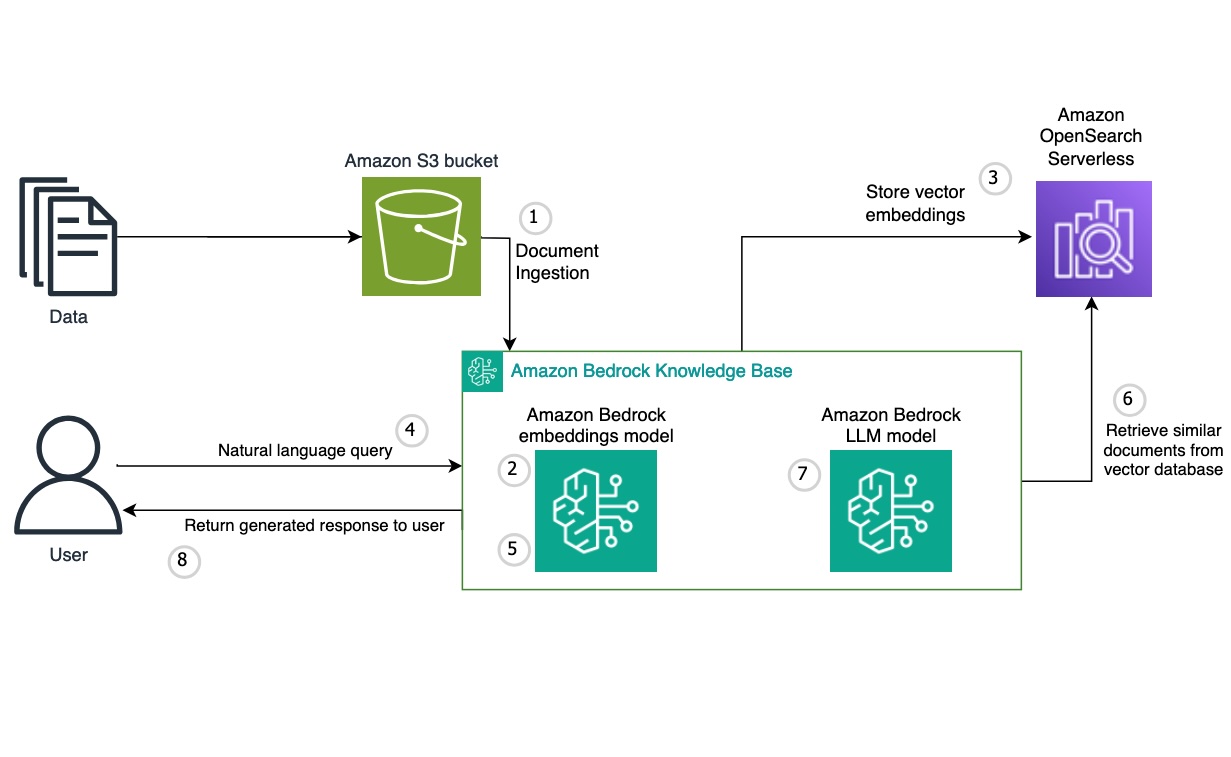 Amazon
OpenSearch
Serverless
Amazon S3 bucket
3
Store vector
embeddings
1
Document
Ingestion
Data
Amazon Bedrock Knowledge Base
6
Retrieve similar
documents from
vector database
4
Natural language query
Amazon Bedrock
embeddings model
2
5
Amazon Bedrock
LLM model
7
Return generated response to user
User
8